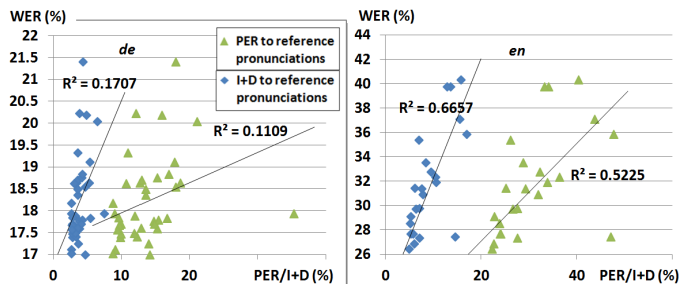 WER (%)
22
21.5
21
20.5
20
19.5
19
18.5
18
17.5
17
0
10
20
30
PER/I+D (%)
de
R² = 0.1707
R² = 0.1109
PER to reference
pronunciations
I+D to reference
pronunciations
WER (%)
44
42
40
38
36
34
32
30
28
26
0
20
40
PER/I+D (%)
en
R² = 0.6657
R² = 0.5225